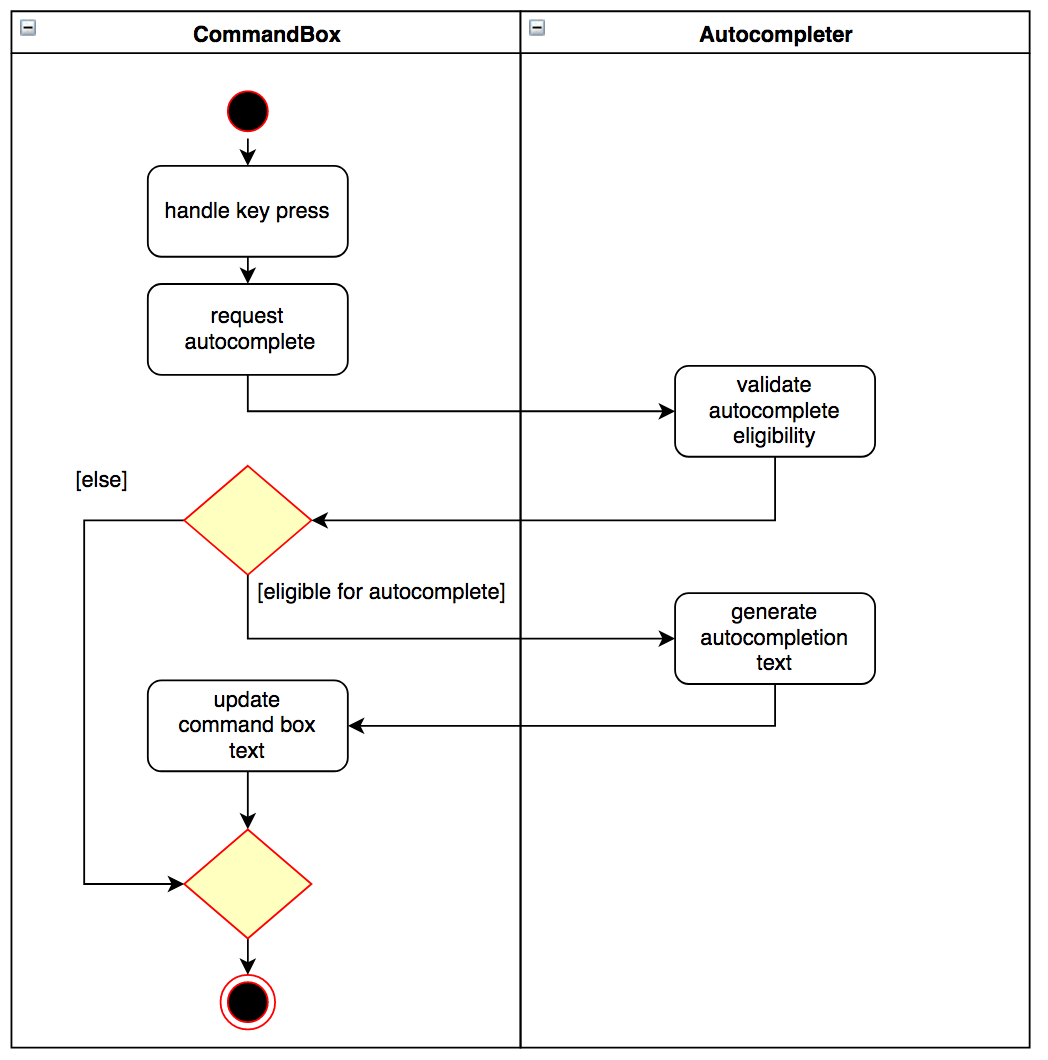 CommandBox
Autocompleter
handle key press
request
autocomplete
validate
autocomplete
eligibility
[else]
[eligible for autocomplete]
generate
autocompletion
text
update
command box
text